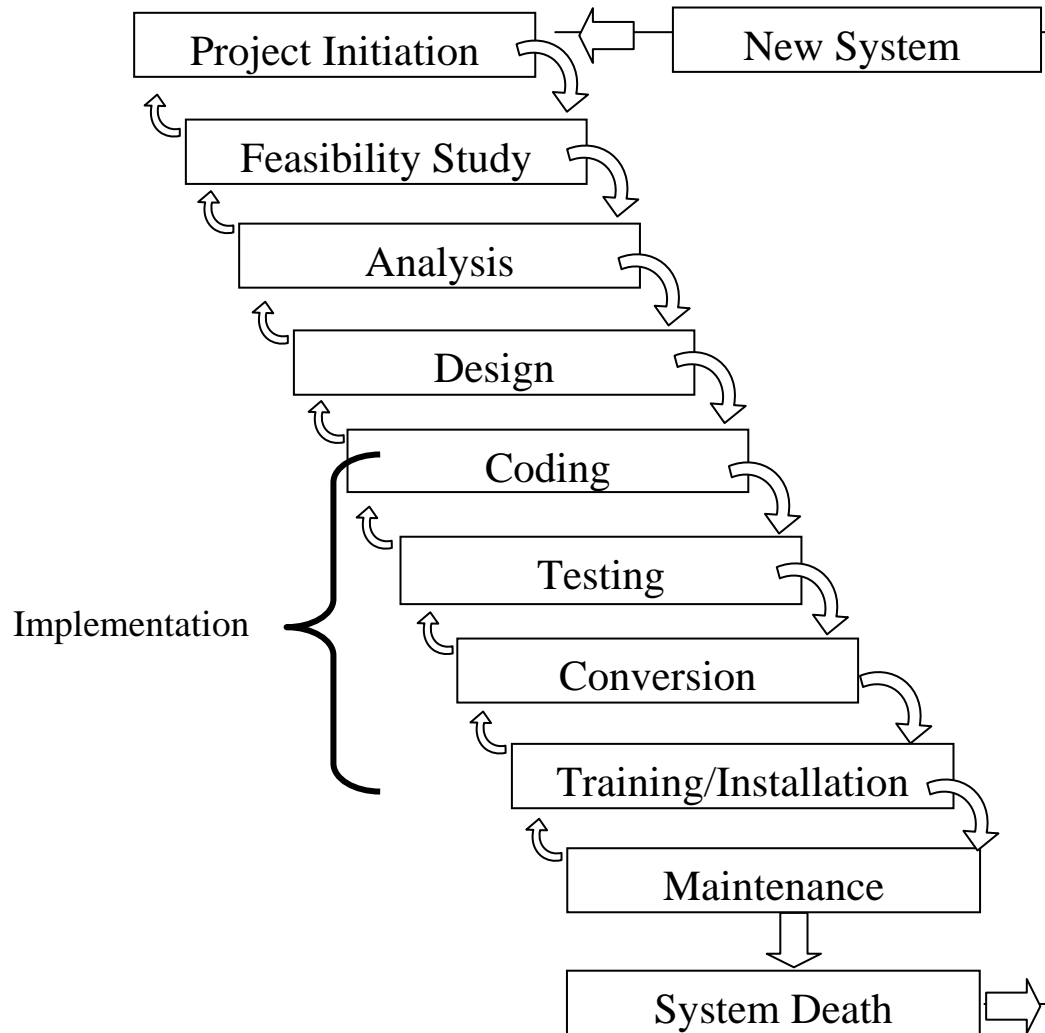 Project Initiation
New System
Feasibility Study
Analysis
Design
Coding
Testing
Implementation
Conversion
Training/Installation
Maintenance
System Death